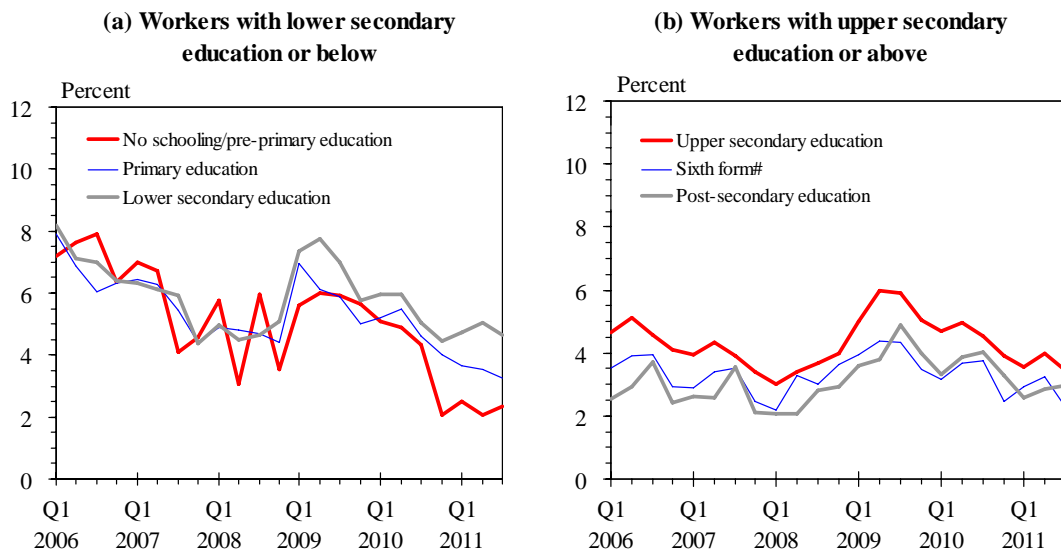 (a) Workers with lower secondary
education or below
Percent
12
10
8
6
4
2
0
No schooling/pre-primary education
Primary education
Lower secondary education
Q1 Q1 Q1 Q1 Q1 Q1
2006 2007 2008 2009 2010 2011
(b) Workers with upper secondary
education or above
Percent
12
10
8
6
4
2
0
Upper secondary education
Sixth form#
Post-secondary education
Q1 Q1 Q1 Q1 Q1 Q1
2006 2007 2008 2009 2010 2011